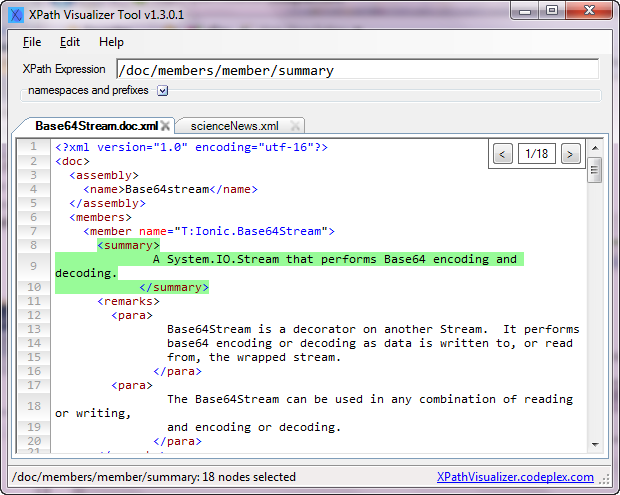 XPath Visualizer Tool v1.3.0.1
File Edit Help
XPath Expression /doc/members/member/summary
namespaces and prefixes
Base64Stream.doc.xml scienceNews.xml
1 <?xml version="1.0" encoding="utf-16"?>
< 1/18 >
2 <doc>
3 <assembly>
4 <name>Base64stream</name>
5 </assembly>
6 <members>
7 <member name="T:Ionic.Base64Stream">
8 <summary>
9 A System.IO.Stream that performs Base64 encoding and
decoding.
10 </summary>
11 <remarks>
12 <para>
13 Base64Stream is a decorator on another Stream.  It performs
14 base64 encoding or decoding as data is written to, or read
15 from, the wrapped stream.
16 </para>
17 <para>
18 The Base64Stream can be used in any combination of reading
or writing,
19 and encoding or decoding.
20 </para>
21
/doc/members/member/summary: 18 nodes selected XPathVisualizer.codeplex.com